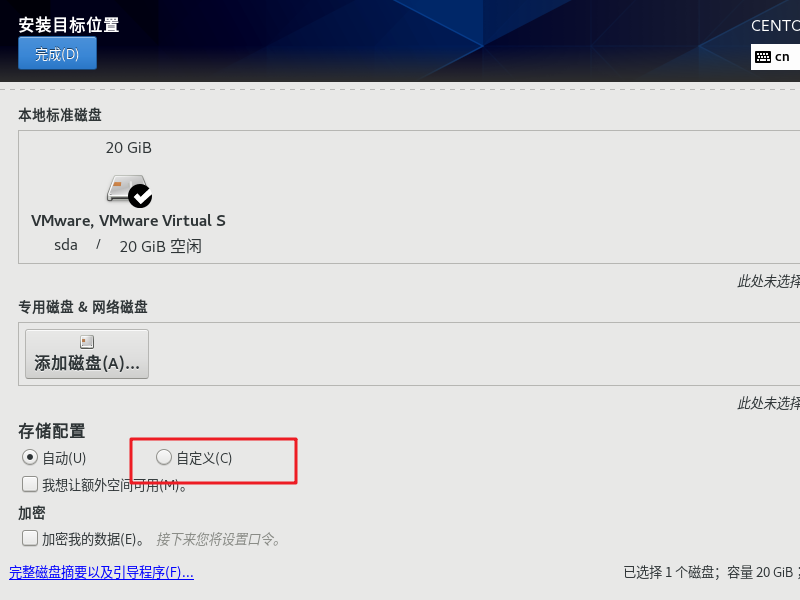 安装目标位置
CENTO
完成(D)
cn
本地标准磁盘
20 GiB
VMware, VMware Virtual S
sda / 20 GiB 空闲
此处未选择
专用磁盘 & 网络磁盘
添加磁盘(A)...
此处未选择
存储配置
自动(U) 自定义(C)
我想让额外空间可用(M)。
加密
加密我的数据(E)。 接下来您将设置口令。
完整磁盘摘要以及引导程序(F)... 已选择 1 个磁盘；容量 20 GiB；